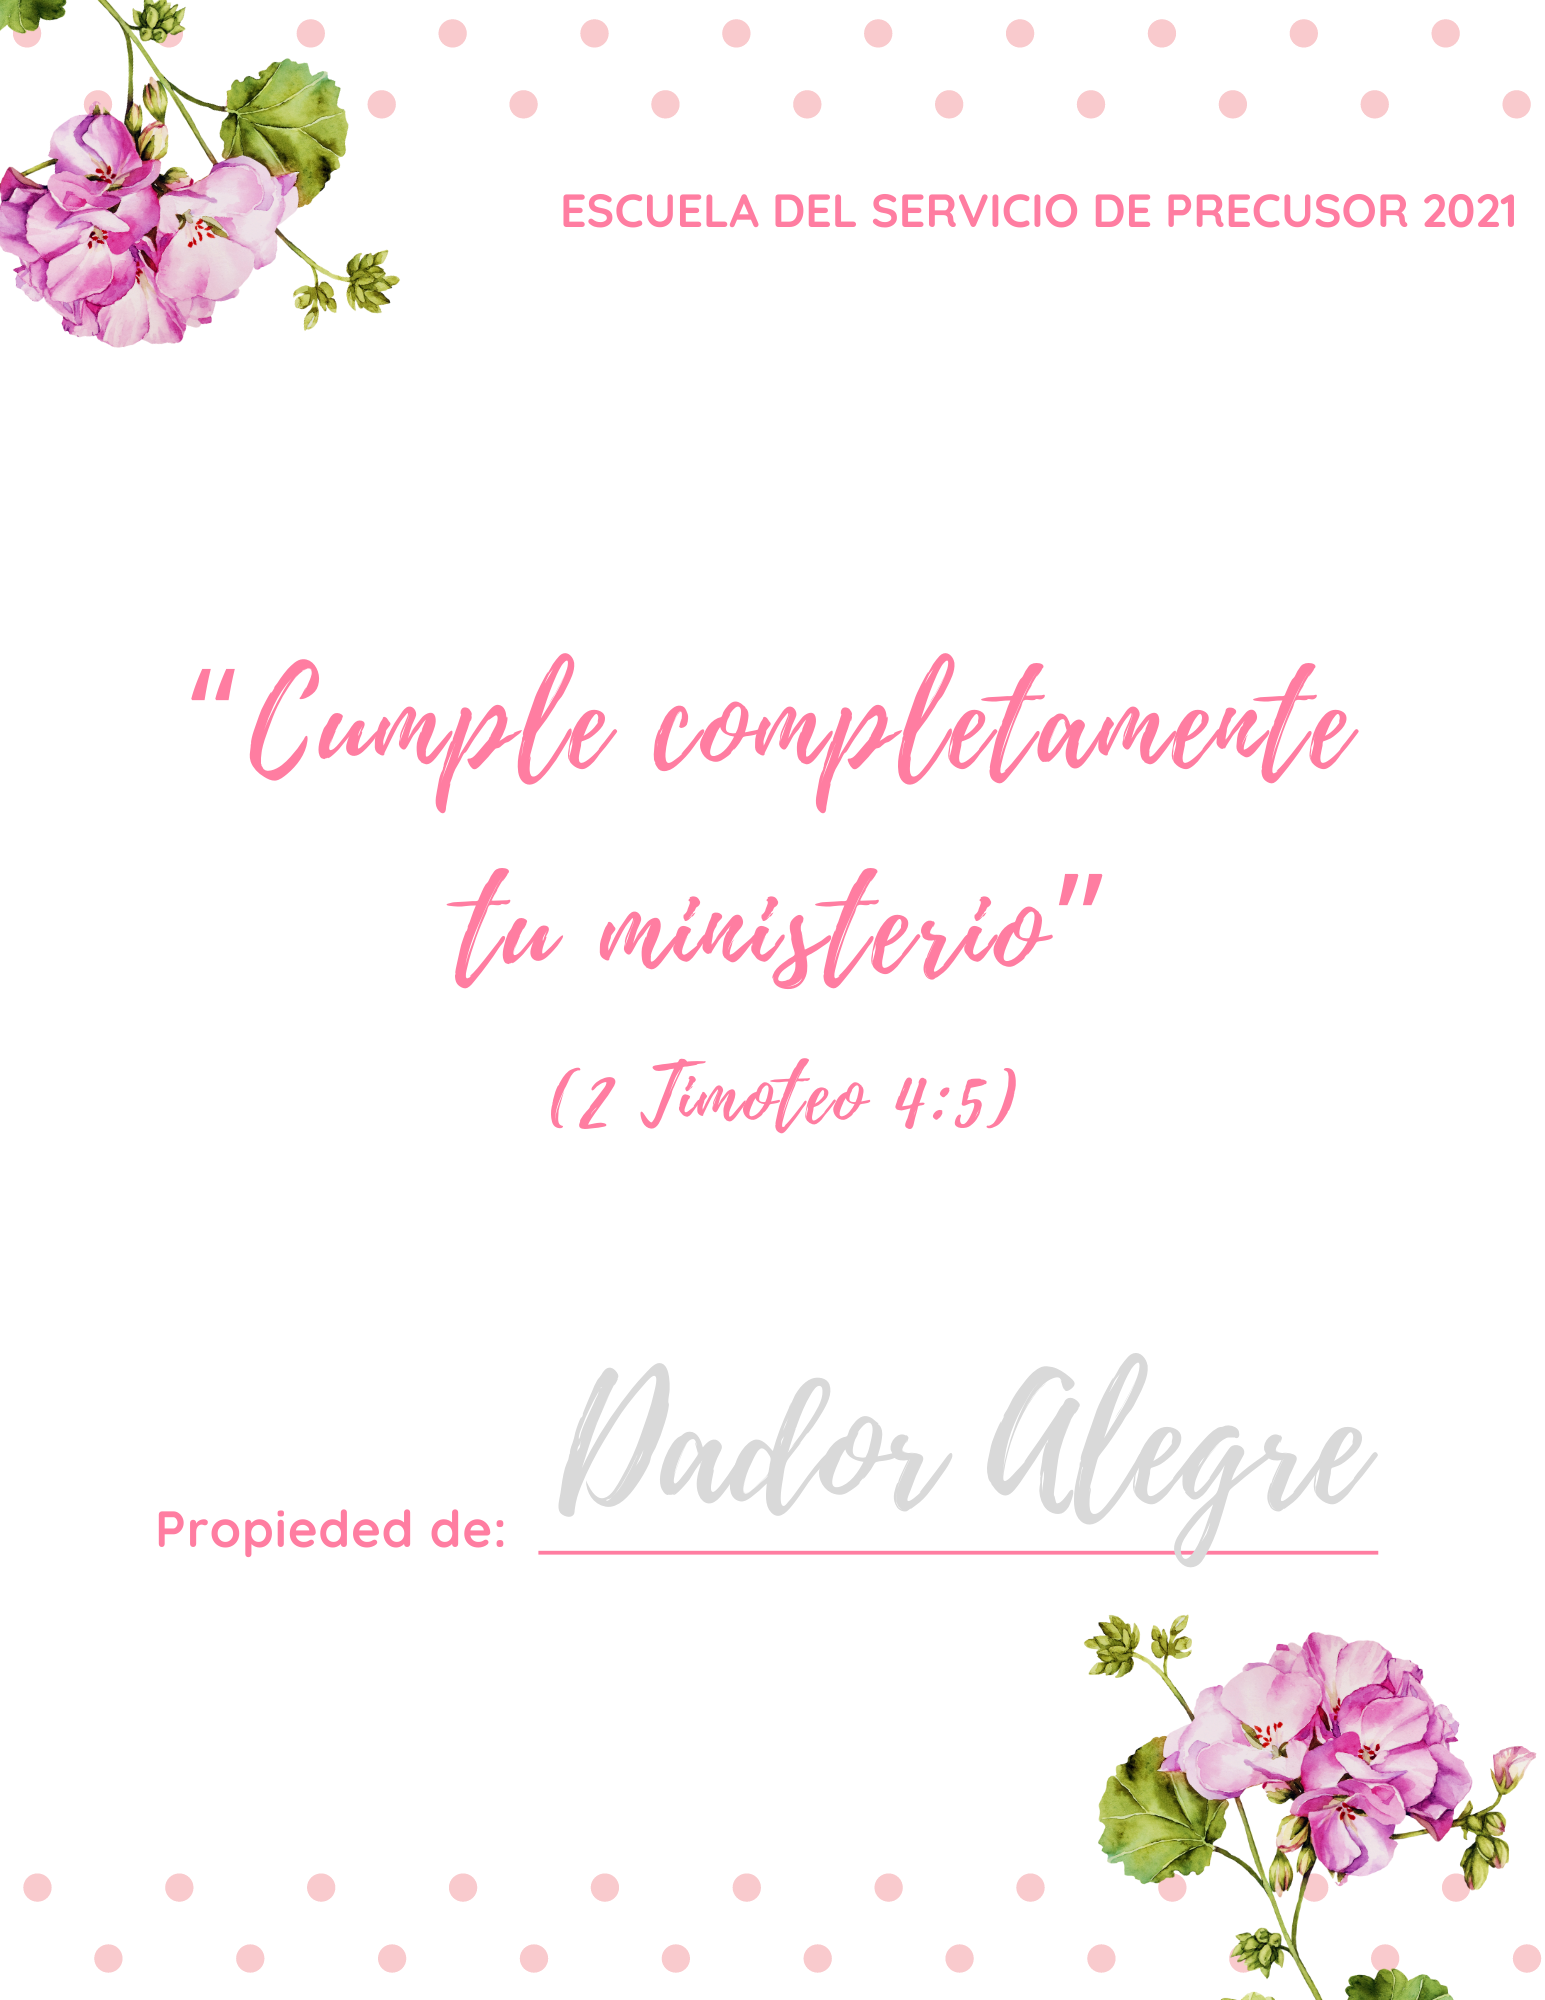 ESCUELA DEL SERVICIO DE PRECUSOR 2021
“Cumple completamente
tu ministerio”
(2 Timoteo 4:5)
Dador Alegre
Propieded de: